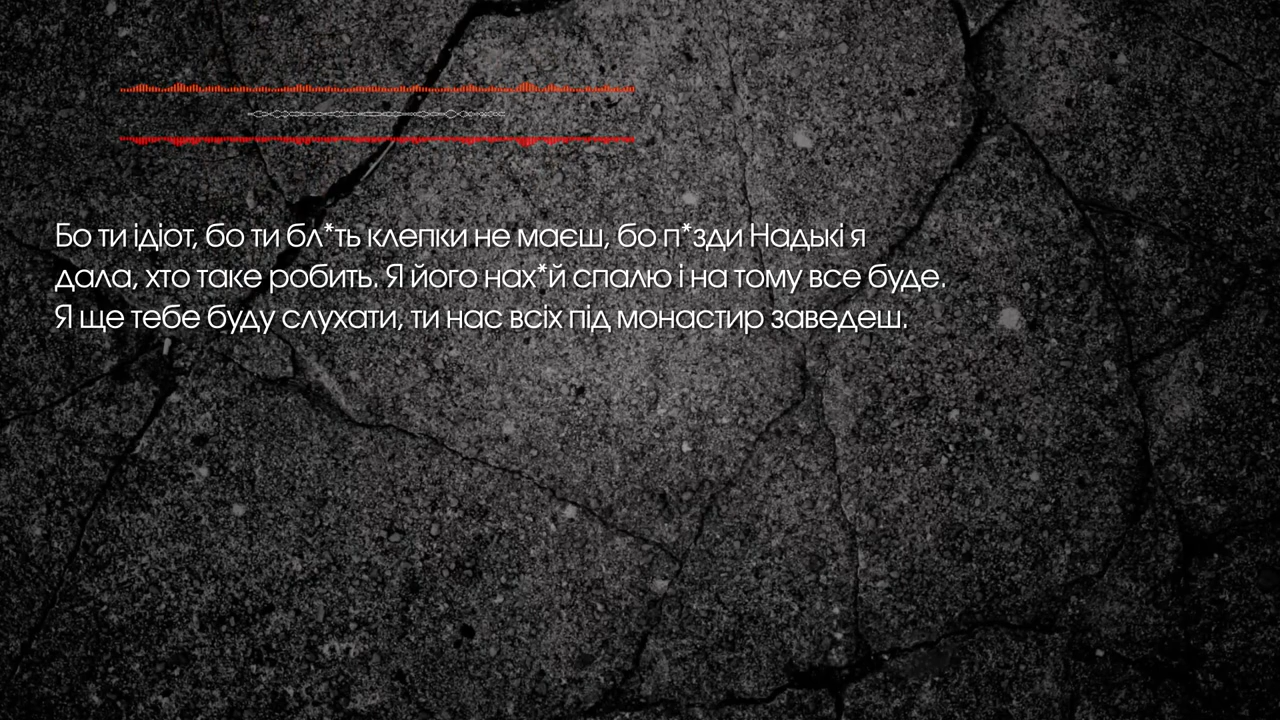 Бо ти ідіот, бо ти бл*ть клепки не маєш, бо п*зди Надыкі я
дала, хто таке робить. Я його нах*й спалю і на тому все буде.
Я ще тебе буду слухати, ти нас всіх під монастир заведеш.